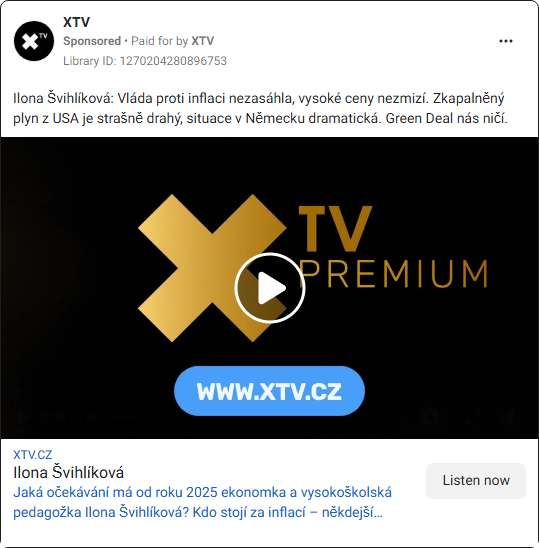 XTV
Sponsored • Paid for by XTV
Library ID: 1270204280896753
Ilona Švihlíková: Vláda proti inflaci nezasáhla, vysoké ceny nezmizí. Zkapalněný
plyn z USA je strašně drahý, situace v Německu dramatická. Green Deal nás ničí.
X TV
PREMIUM
WWW.XTV.CZ
XTV.CZ
Ilona Švihlíková
Jaká očekávání má od roku 2025 ekonomka a vysokoškolská
pedagožka Ilona Švihlíková? Kdo stojí za inflací – někdejší...
Listen now